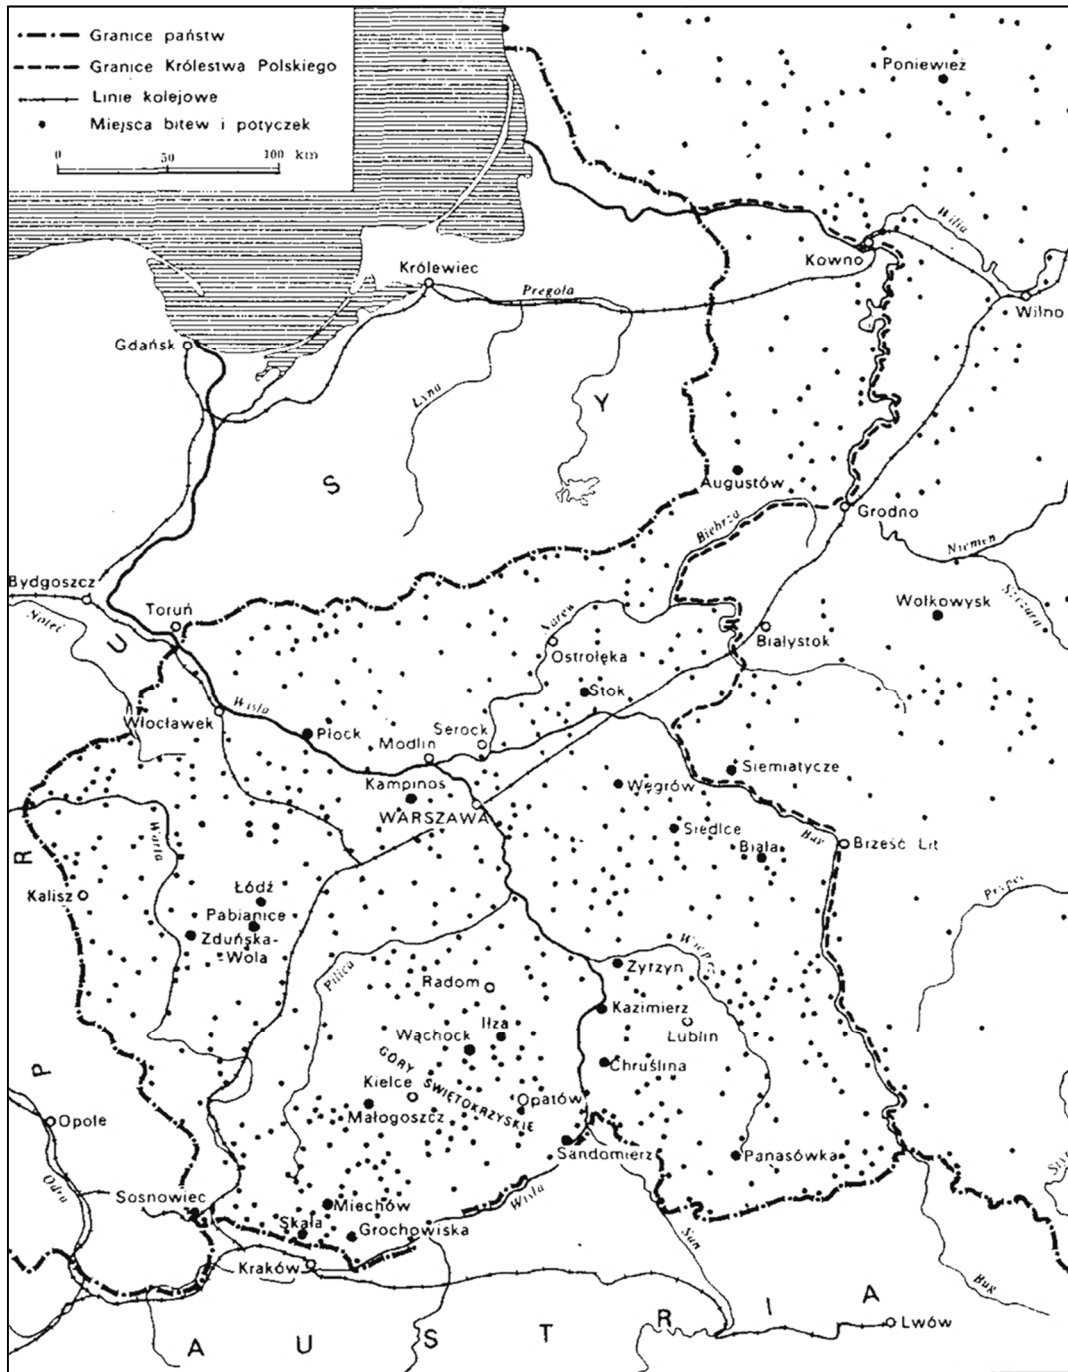 Granice państw
Granice Królestwa Polskiego
Linie kolejowe
Miejsca bitew i potyczek
0 50 100 km
Poniewież
Wilia
Kowno
Wilno
Królewiec
Pregoła
Gdańsk
Łyna
Y
S
Augustów
Biebrza
Grodno
Niemen
Szczara
Bydgoszcz
Noteć
Toruń
U
Wołkowysk
Narew
Białystok
Ostrołęka
Stok
Wisła
Włocławek
Płock
Serock
Modlin
Siemiatycze
Kampinos
Węgrów
WARSZAWA
Siedlce
Bug
Biała
Brześć Lit
Warta
R
Kalisz
Łódź
Pabianice
Zduńska-
Wola
Pilica
Wieprz
Żyrzyn
Radom
Kazimierz
Iłża
Lublin
Wąchock
GÓRY ŚWIĘTOKRZYSKIE
Chruślina
P
Kielce
Opatów
Małogoszcz
Opole
Sandomierz
Panasówka
Odra
Sosnowiec
Miechów
Wisła
Skała
Grochowiska
San
Kraków
Bug
A U S T R I A
Lwów